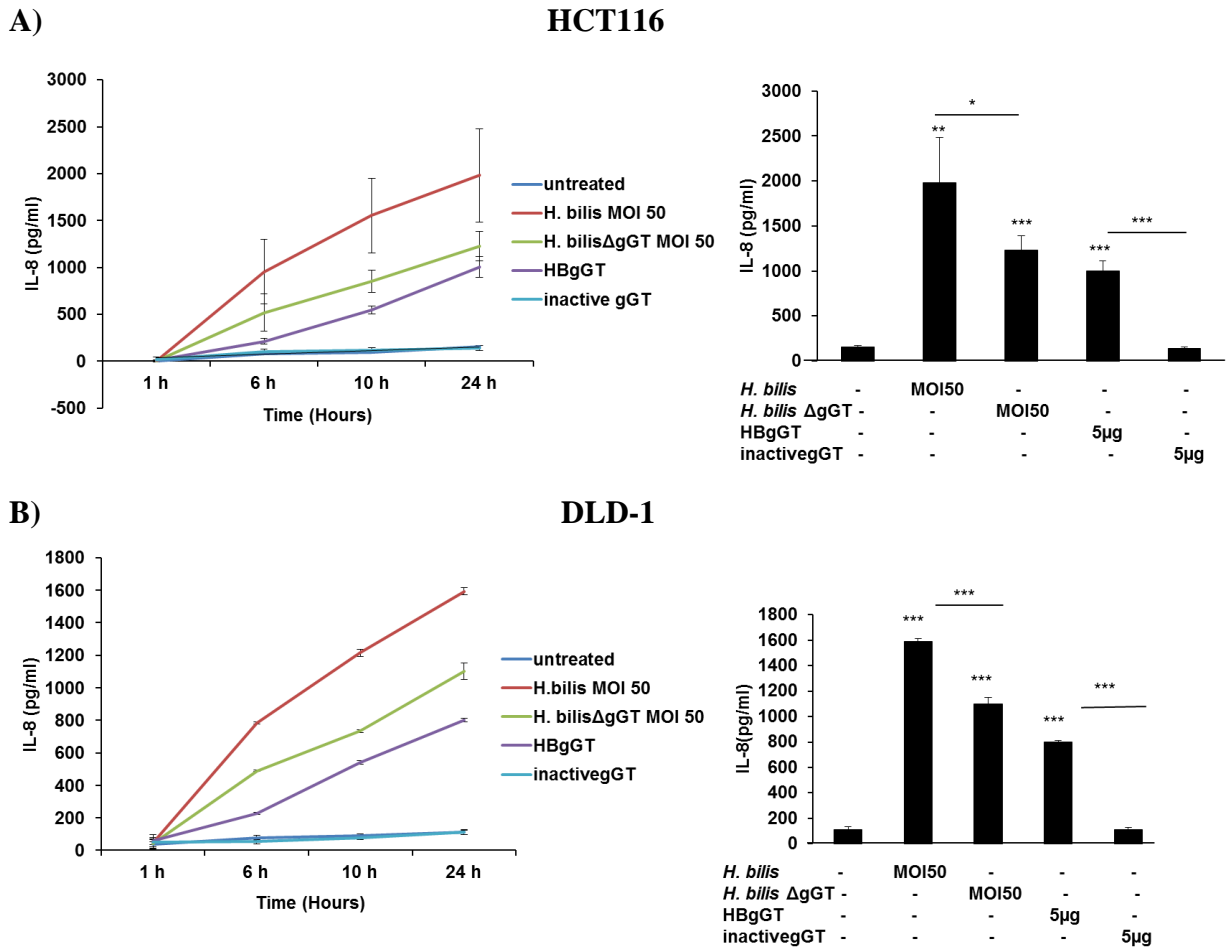 A)
HCT116
3000
2500
2000
1500
1000
500
0
-500
IL-8 (pg/ml)
1 h 6 h 10 h 24 h
Time (Hours)
untreated
H. bilis MOI 50
H. bilisΔgGT MOI 50
HBgGT
inactive gGT
3000
2500
2000
1500
1000
500
0
IL-8 (pg/ml)
*
**
***
***
***
H. bilis - MOI50 - - -
H. bilis ΔgGT - - MOI50 - -
HBgGT - - - 5µg -
inactivegGT - - - - 5µg
B)
DLD-1
1800
1600
1400
1200
1000
800
600
400
200
0
IL-8 (pg/ml)
1 h 6 h 10 h 24 h
Time (Hours)
untreated
H.bilis MOI 50
H. bilisΔgGT MOI 50
HBgGT
inactivegGT
1800
1600
1400
1200
1000
800
600
400
200
0
IL-8(pg/ml)
***
***
***
***
***
H. bilis - MOI50 - - -
H. bilis ΔgGT - - MOI50 - -
HBgGT - - - 5µg -
inactivegGT - - - - 5µg